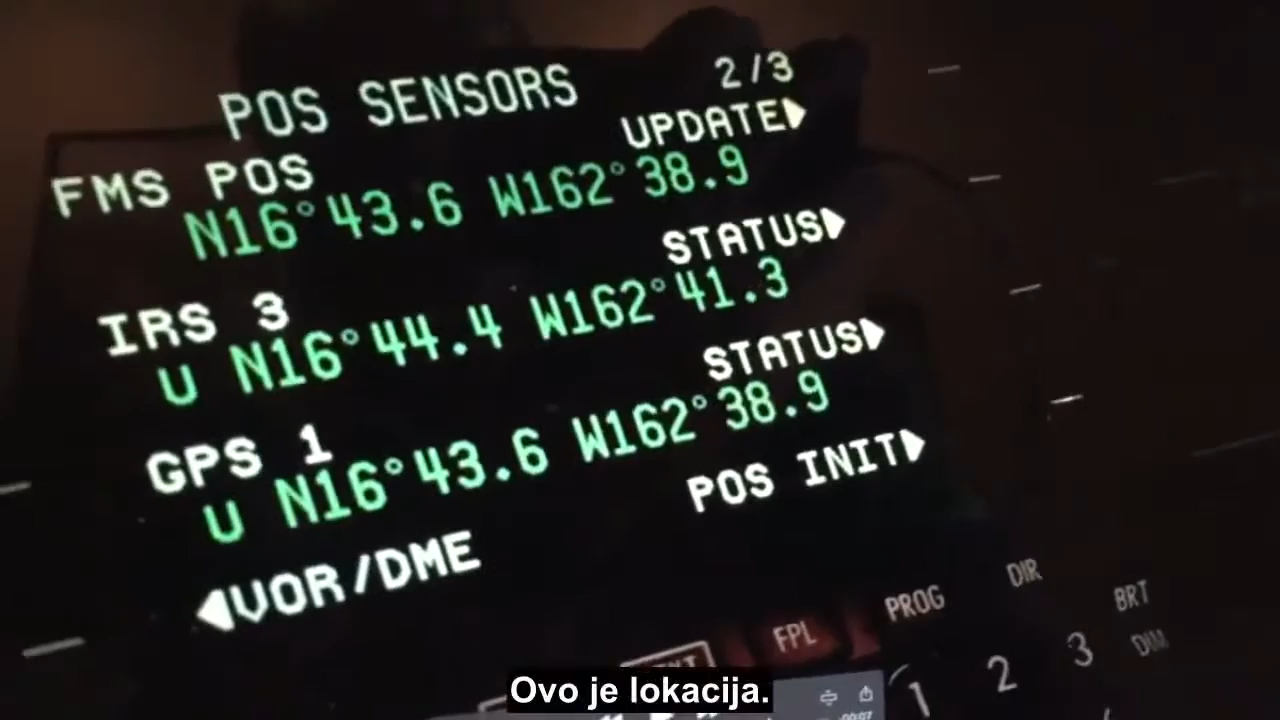 POS SENSORS 2/3
UPDATE
FMS POS
N16°43.6 W162°38.9
STATUS
IRS 3
U N16°44.4 W162°41.3
STATUS
GPS 1
U N16°43.6 W162°38.9
POS INIT
VOR/DME
DIR
PROG
BRT
FPL
DIM
1 2 3
Ovo je lokacija.